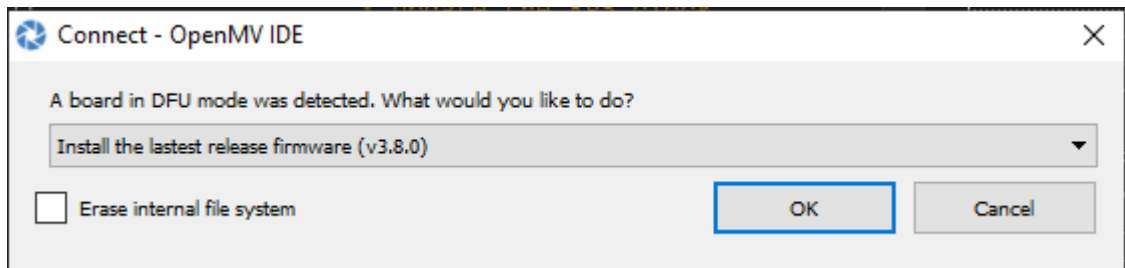 Connect - OpenMV IDE
A board in DFU mode was detected. What would you like to do?
Install the lastest release firmware (v3.8.0)
Erase internal file system
OK
Cancel